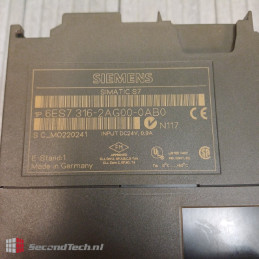 SIEMENS
SIMATIC S7
6ES7 316-2AG00-0AB0
S C_M0220241 INPUT DC24V, 0,8A N117
E-Stand:1
Made in Germany
SecondTech.nl